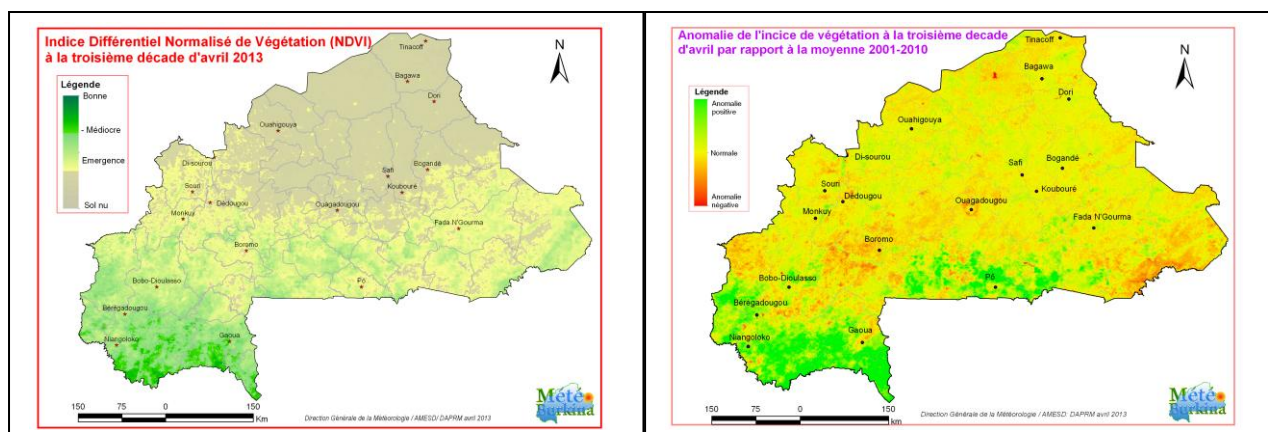 Indice Différentiel Normalisé de Végétation (NDVI)
à la troisième décade d'avril 2013
N
Légende
Bonne
- Médiocre
Emergence
Sol nu
Tinacoff
Bagawa
Dori
Ouahigouya
Di-sourou
Safi
Bogandé
Souri
Koubouré
Dédougou
Ouagadougou
Monkuy
Fada N'Gourma
Boromo
Bobo-Dioulasso
Pô
Bérégadougou
Niangoloko
Gaoua
150 75 0 150
Km
Direction Générale de la Météorologie / AMESD/ DAPRM avril 2013
Météo
Burkina
Anomalie de l'incice de végétation à la troisième decade
d'avril par rapport à la moyenne 2001-2010
N
Légende
Anomalie
positive
Normale
Anomalie
négative
Tinacoff
Bagawa
Dori
Ouahigouya
Di-sourou
Safi
Bogandé
Souri
Koubouré
Dédougou
Ouagadougou
Monkuy
Fada N'Gourma
Boromo
Bobo-Dioulasso
Pô
Bérégadougou
Niangoloko
Gaoua
150 75 0 150
km
Direction Générale de la Météorologie / AMESD: DAPRM avril 2013
Météo
Burkina